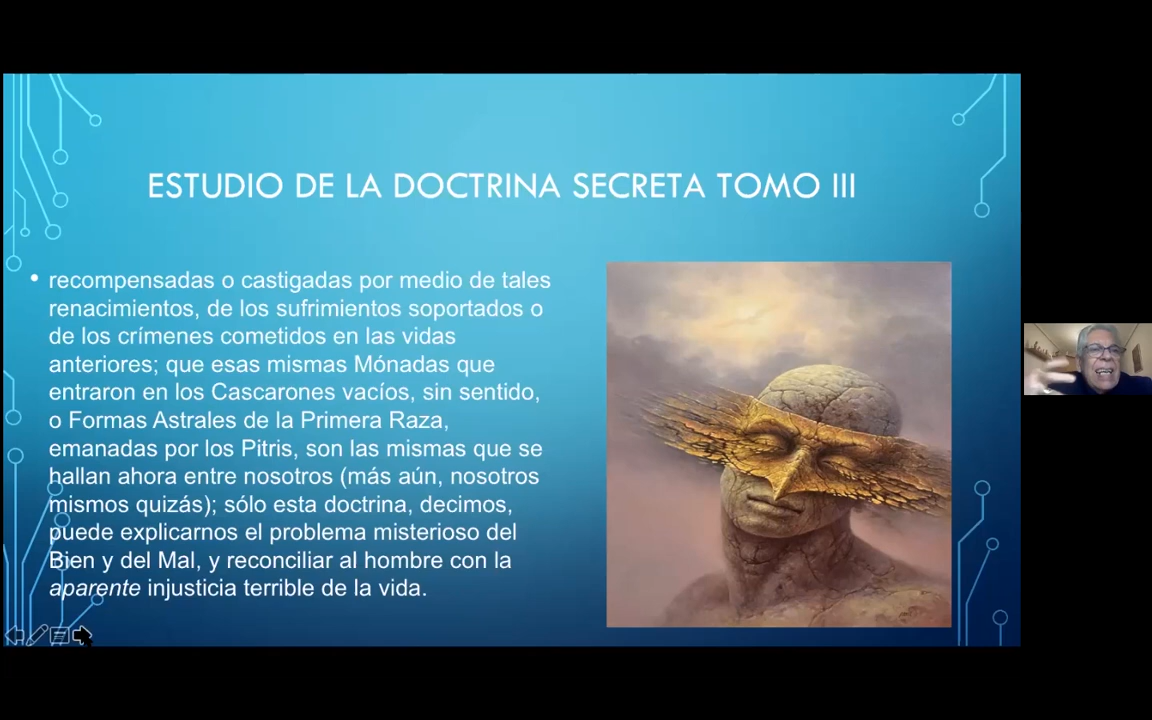 ESTUDIO DE LA DOCTRINA SECRETA TOMO III
• recompensadas o castigadas por medio de tales
renacimientos, de los sufrimientos soportados o
de los crímenes cometidos en las vidas
anteriores; que esas mismas Mónadas que
entraron en los Cascarones vacíos, sin sentido,
o Formas Astrales de la Primera Raza,
emanadas por los Pitris, son las mismas que se
hallan ahora entre nosotros (más aún, nosotros
mismos quizás); sólo esta doctrina, decimos,
puede explicarnos el problema misterioso del
Bien y del Mal, y reconciliar al hombre con la
aparente injusticia terrible de la vida.